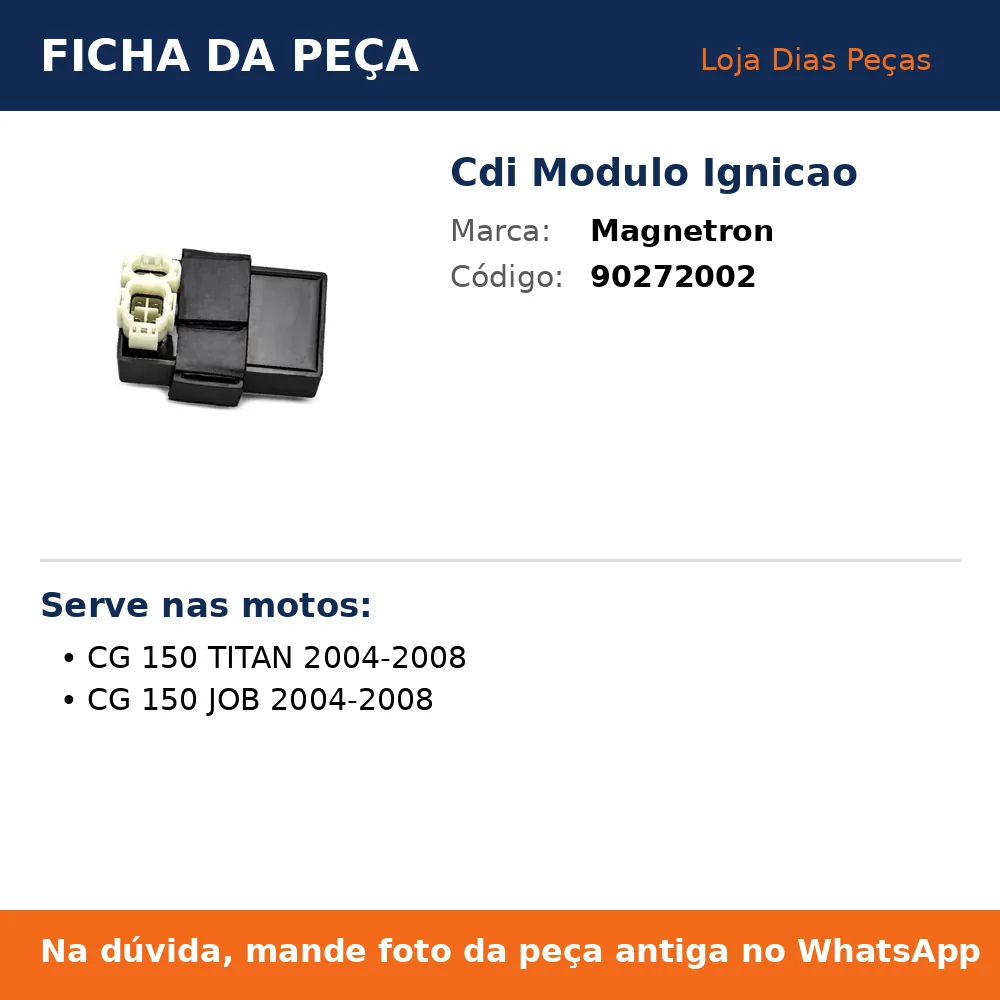 FICHA DA PEÇA
Loja Dias Peças
Cdi Modulo Ignicao
Marca: Magnetron
Código: 90272002
Serve nas motos:
• CG 150 TITAN 2004-2008
• CG 150 JOB 2004-2008
Na dúvida, mande foto da peça antiga no WhatsApp